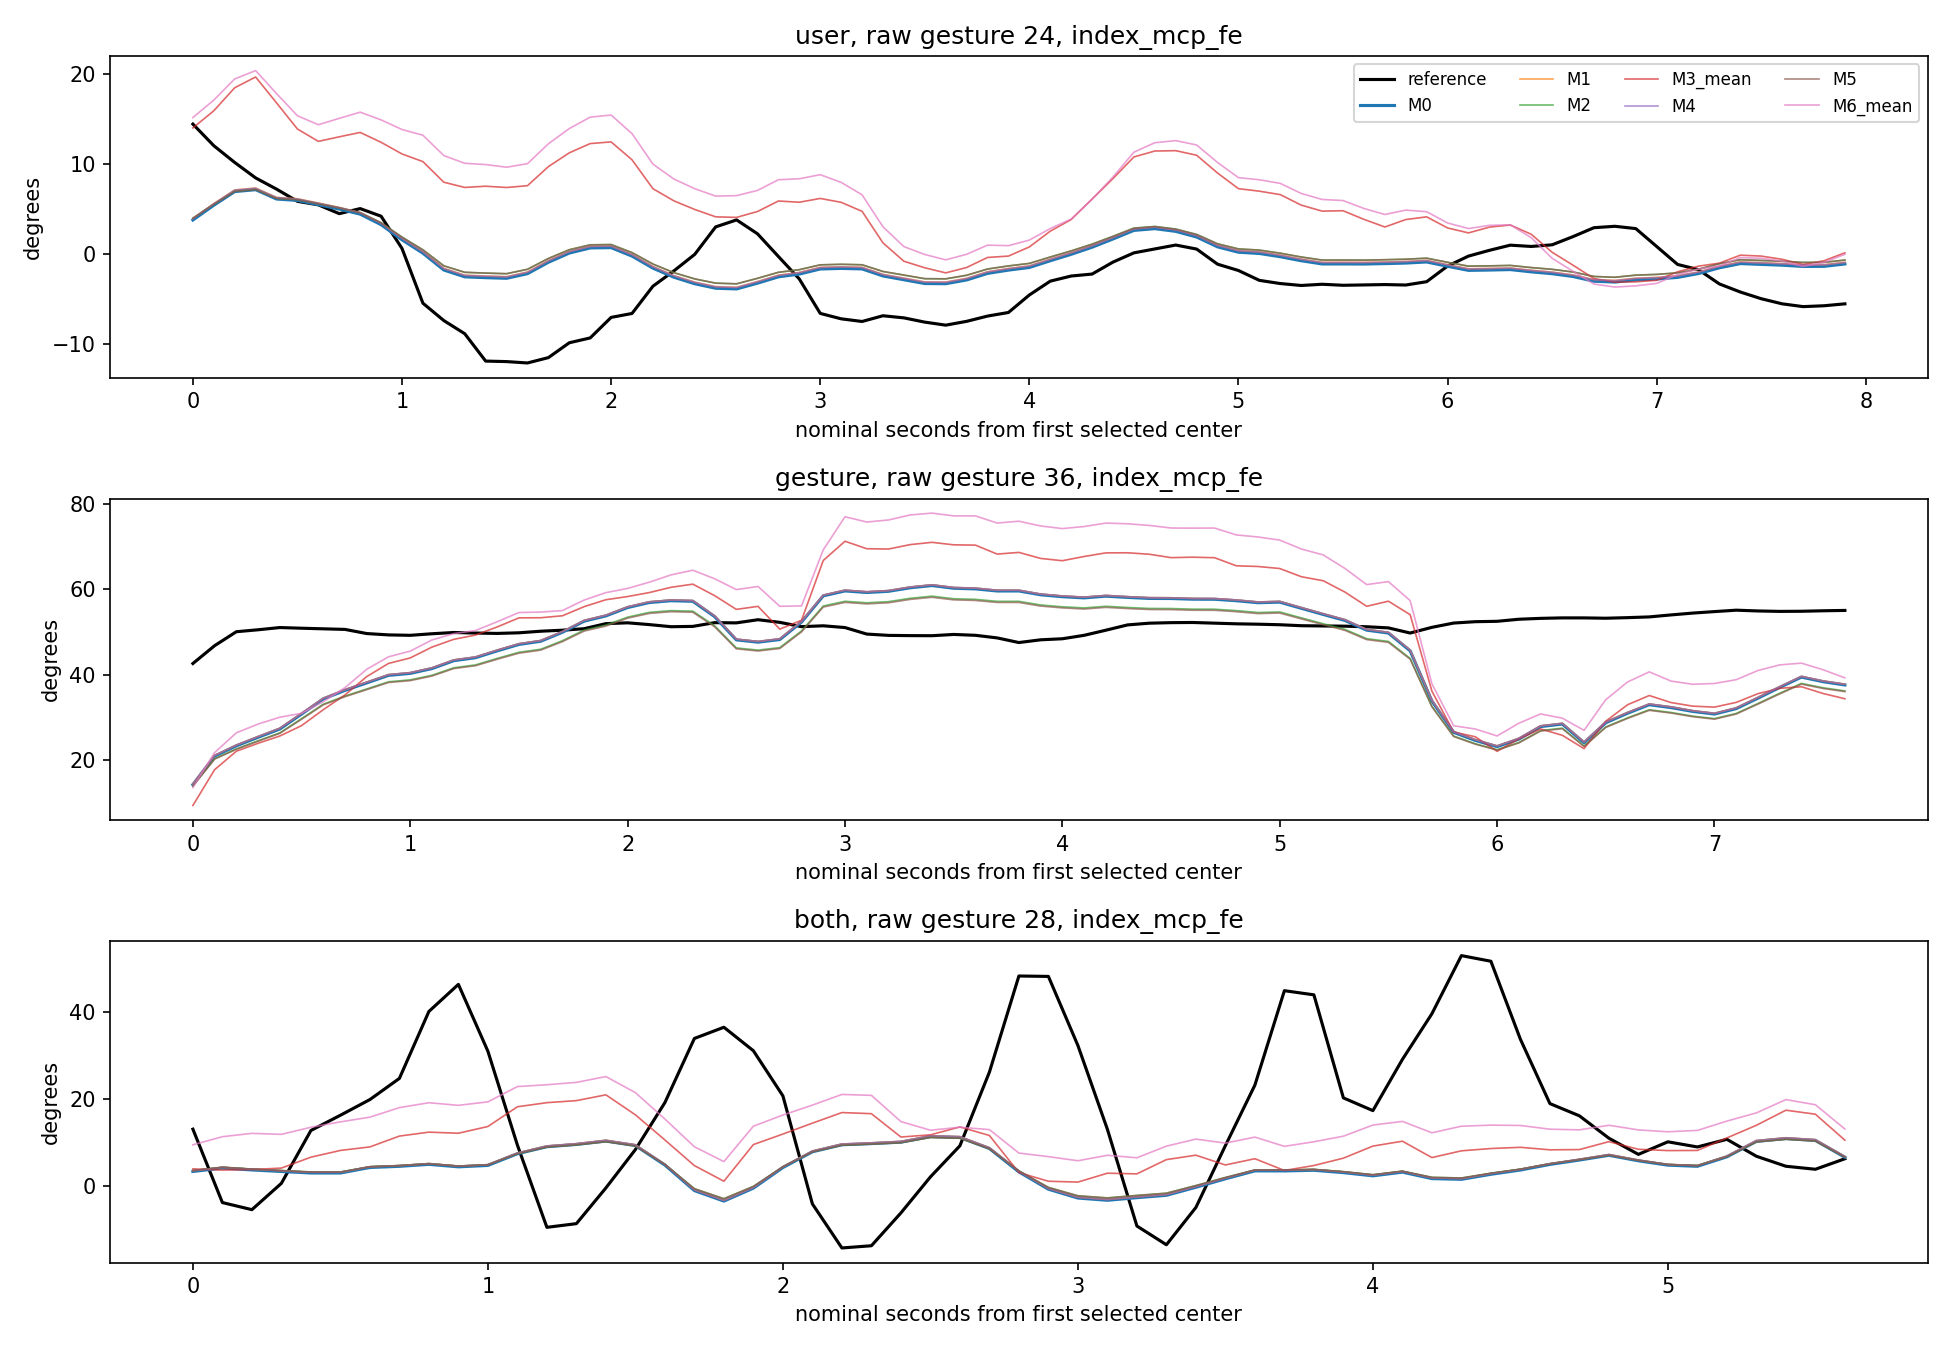 user, raw gesture 24, index_mcp_fe
20
10
0
−10
degrees
reference
M0
M1
M2
M3_mean
M4
M5
M6_mean
0 1 2 3 4 5 6 7 8
nominal seconds from first selected center
gesture, raw gesture 36, index_mcp_fe
80
60
40
20
degrees
0 1 2 3 4 5 6 7
nominal seconds from first selected center
both, raw gesture 28, index_mcp_fe
40
20
0
degrees
0 1 2 3 4 5
nominal seconds from first selected center